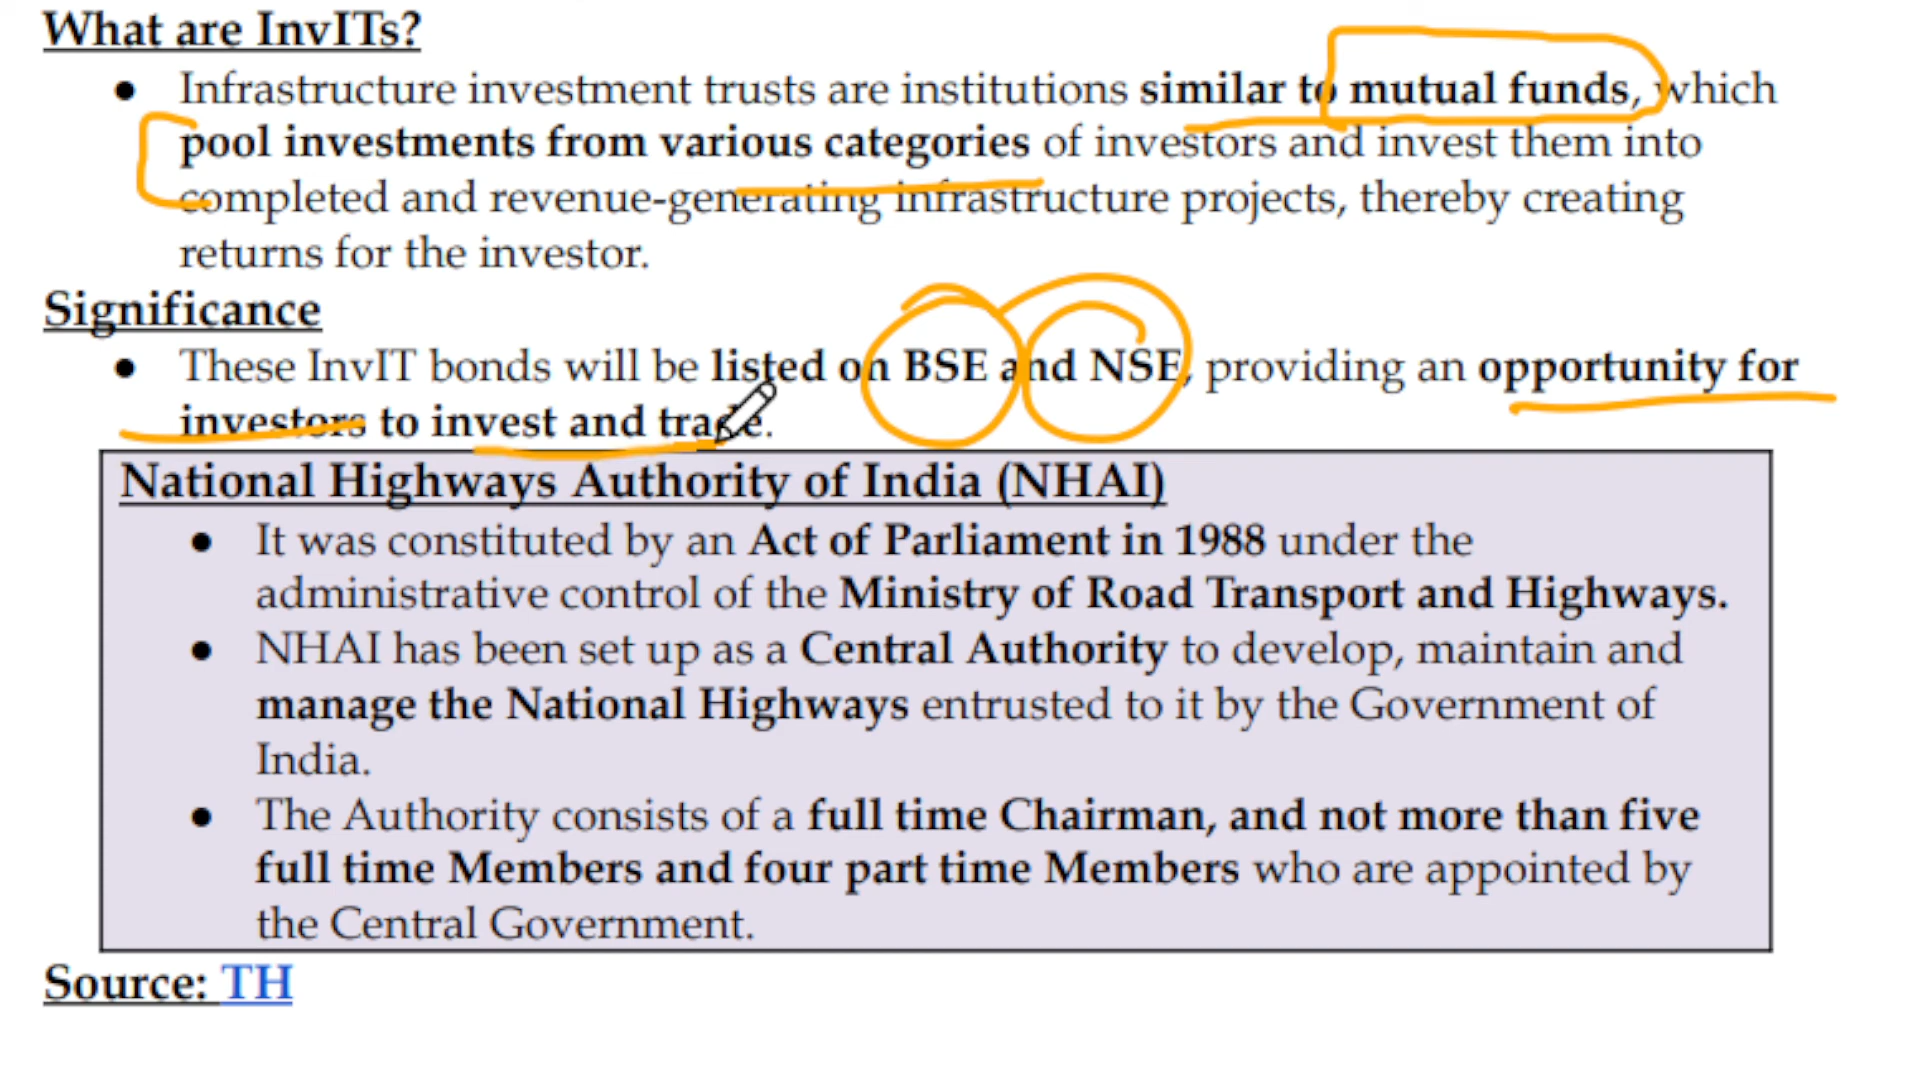 What are InvITs?
● Infrastructure investment trusts are institutions similar to mutual funds, which
pool investments from various categories of investors and invest them into
completed and revenue-generating infrastructure projects, thereby creating
returns for the investor.
Significance
● These InvIT bonds will be listed on BSE and NSE, providing an opportunity for
investors to invest and trade.
National Highways Authority of India (NHAI)
● It was constituted by an Act of Parliament in 1988 under the
administrative control of the Ministry of Road Transport and Highways.
● NHAI has been set up as a Central Authority to develop, maintain and
manage the National Highways entrusted to it by the Government of
India.
● The Authority consists of a full time Chairman, and not more than five
full time Members and four part time Members who are appointed by
the Central Government.
Source: TH